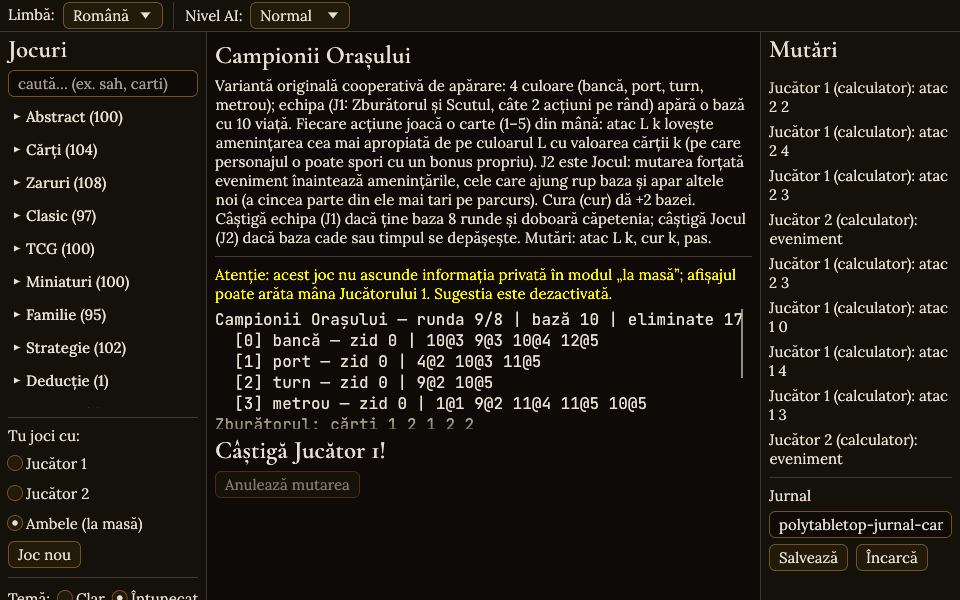 Limbă: Română ▼ Nivel AI: Normal ▼
Jocuri
caută... (ex. sah, carti)
▸ Abstract (100)
▸ Cărți (104)
▸ Zaruri (108)
▸ Clasic (97)
▸ TCG (100)
▸ Miniaturi (100)
▸ Familie (95)
▸ Strategie (102)
▸ Deducție (1)
Tu joci cu:
Jucător 1
Jucător 2
Ambele (la masă)
Joc nou
Temă: Clar Întunecat
Campionii Orașului
Variantă originală cooperativă de apărare: 4 culoare (bancă, port, turn,
metrou); echipa (J1: Zburătorul și Scutul, câte 2 acțiuni pe rând) apără o bază
cu 10 viață. Fiecare acțiune joacă o carte (1–5) din mână: atac L k lovește
amenințarea cea mai apropiată de pe culoarul L cu valoarea cărții k (pe care
personajul o poate spori cu un bonus propriu). J2 este Jocul: mutarea forțată
eveniment înaintează amenințările, cele care ajung rup baza și apar altele
noi (a cincea parte din ele mai tari pe parcurs). Cura (cur) dă +2 bazei.
Câștigă echipa (J1) dacă ține baza 8 runde și doboară căpetenia; câștigă Jocul
(J2) dacă baza cade sau timpul se depășește. Mutări: atac L k, cur k, pas.
Atenție: acest joc nu ascunde informația privată în modul „la masă”; afișajul
poate arăta mâna Jucătorului 1. Sugestia este dezactivată.
Campionii Orașului — runda 9/8 | bază 10 | eliminate 17
[0] bancă — zid 0 | 10@3 9@3 10@4 12@5
[1] port — zid 0 | 4@2 10@3 11@5
[2] turn — zid 0 | 9@2 10@5
[3] metrou — zid 0 | 1@1 9@2 11@4 11@5 10@5
Zburătorul: cărți 1 2 1 2 2
Câștigă Jucător 1!
Anulează mutarea
Mutări
Jucător 1 (calculator): atac
2 2
Jucător 1 (calculator): atac
2 4
Jucător 1 (calculator): atac
2 3
Jucător 2 (calculator):
eveniment
Jucător 1 (calculator): atac
2 3
Jucător 1 (calculator): atac
1 0
Jucător 1 (calculator): atac
1 4
Jucător 1 (calculator): atac
1 3
Jucător 2 (calculator):
eveniment
Jurnal
polytabletop-jurnal-car
Salvează Încarcă